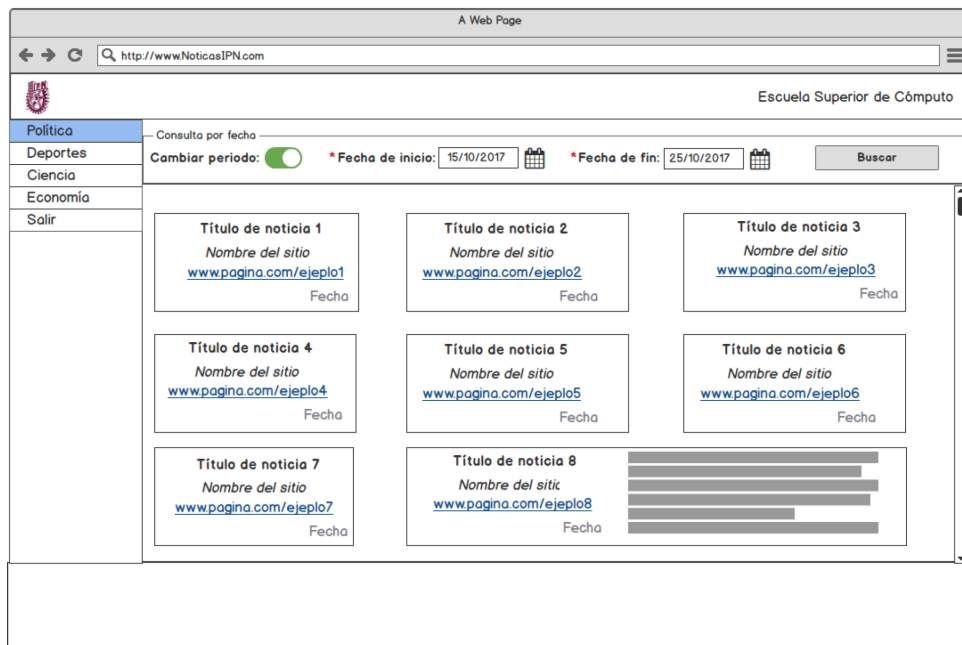 A Web Page
http://www.NoticasIPN.com
Escuela Superior de Cómputo
Política
Deportes
Ciencia
Economía
Salir
Consulta por fecha
Cambiar periodo: *Fecha de inicio: 15/10/2017 *Fecha de fin: 25/10/2017 Buscar
Título de noticia 1
Nombre del sitio
www.pagina.com/ejeplo1
Fecha
Título de noticia 2
Nombre del sitio
www.pagina.com/ejeplo2
Fecha
Título de noticia 3
Nombre del sitio
www.pagina.com/ejeplo3
Fecha
Título de noticia 4
Nombre del sitio
www.pagina.com/ejeplo4
Fecha
Título de noticia 5
Nombre del sitio
www.pagina.com/ejeplo5
Fecha
Título de noticia 6
Nombre del sitio
www.pagina.com/ejeplo6
Fecha
Título de noticia 7
Nombre del sitio
www.pagina.com/ejeplo7
Fecha
Título de noticia 8
Nombre del sitic
www.pagina.com/ejeplo8
Fecha